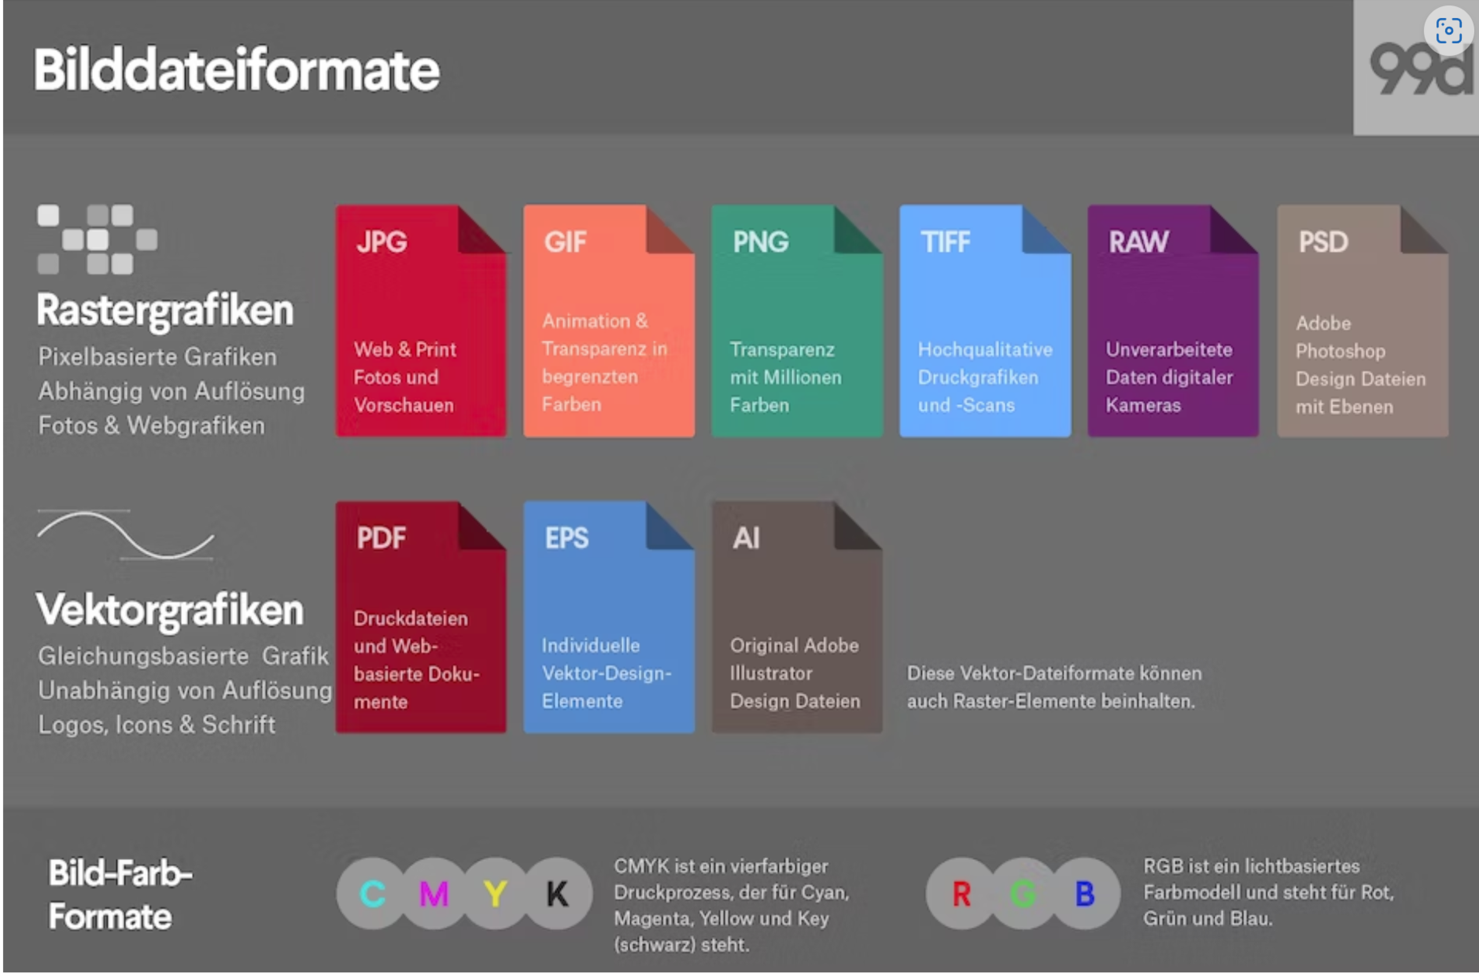 Bilddateiformate
99d
Rastergrafiken
Pixelbasierte Grafiken
Abhängig von Auflösung
Fotos & Webgrafiken
JPG
Web & Print
Fotos und
Vorschauen
GIF
Animation &
Transparenz in
begrenzten
Farben
PNG
Transparenz
mit Millionen
Farben
TIFF
Hochqualitative
Druckgrafiken
und -Scans
RAW
Unverarbeitete
Daten digitaler
Kameras
PSD
Adobe
Photoshop
Design Dateien
mit Ebenen
Vektorgrafiken
Gleichungsbasierte Grafik
Unabhängig von Auflösung
Logos, Icons & Schrift
PDF
Druckdateien
und Web-
basierte Doku-
mente
EPS
Individuelle
Vektor-Design-
Elemente
AI
Original Adobe
Illustrator
Design Dateien
Diese Vektor-Dateiformate können
auch Raster-Elemente beinhalten.
Bild-Farb-
Formate
C M Y K
CMYK ist ein vierfarbiger
Druckprozess, der für Cyan,
Magenta, Yellow und Key
(schwarz) steht.
R G B
RGB ist ein lichtbasiertes
Farbmodell und steht für Rot,
Grün und Blau.